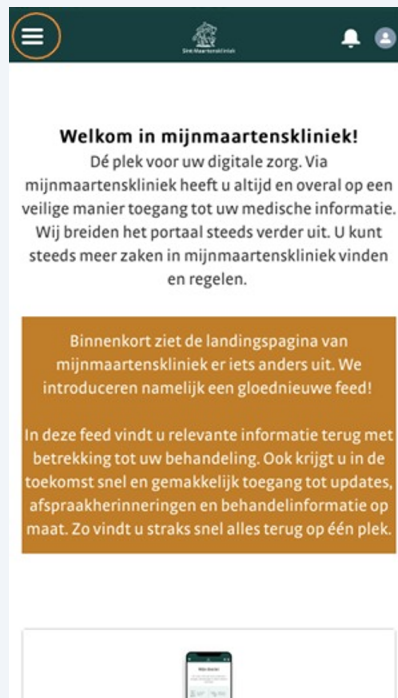 Sint Maartenskliniek
Welkom in mijnmaartenskliniek!
Dé plek voor uw digitale zorg. Via
mijnmaartenskliniek heeft u altijd en overal op een
veilige manier toegang tot uw medische informatie.
Wij breiden het portaal steeds verder uit. U kunt
steeds meer zaken in mijnmaartenskliniek vinden
en regelen.
Binnenkort ziet de landingspagina van
mijnmaartenskliniek er iets anders uit. We
introduceren namelijk een gloednieuwe feed!
In deze feed vindt u relevante informatie terug met
betrekking tot uw behandeling. Ook krijgt u in de
toekomst snel en gemakkelijk toegang tot updates,
afspraakherinneringen en behandelinformatie op
maat. Zo vindt u straks snel alles terug op één plek.